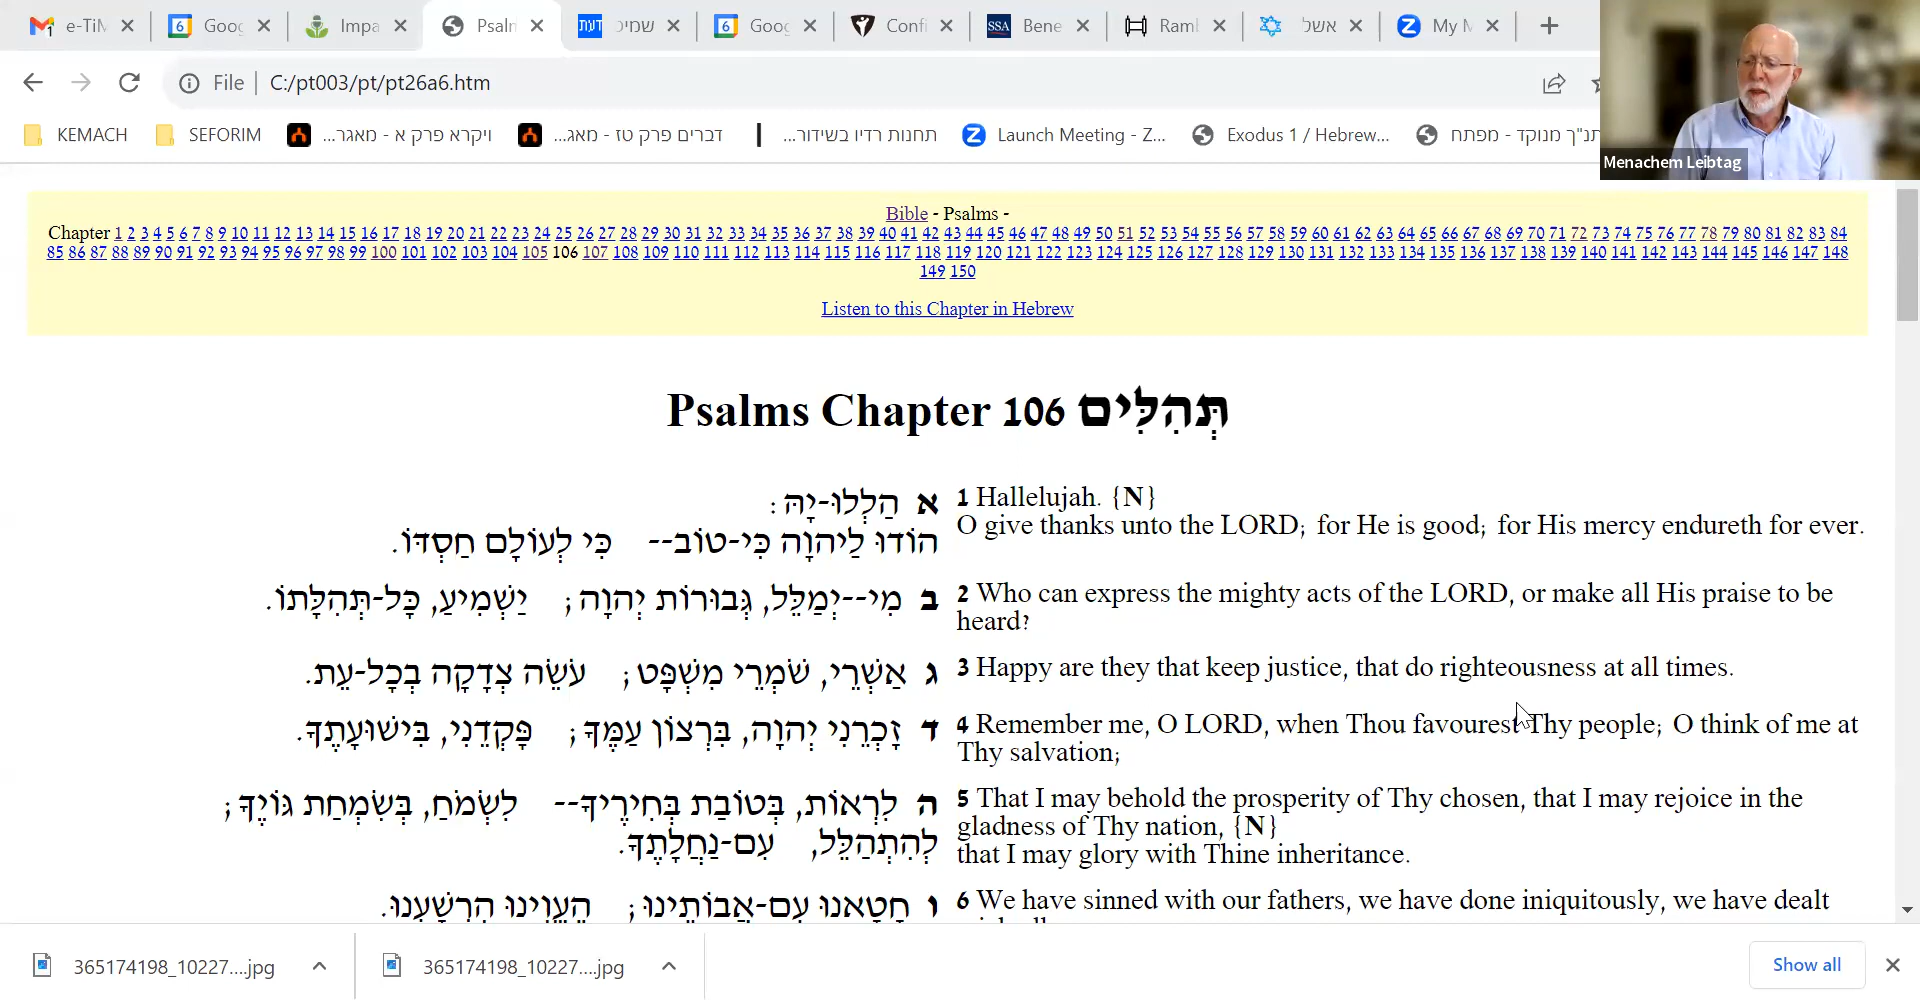 e-TiM
Goog
Impa
Psalm
שמיכ
Goog
Confi
Bene
Ramb
אשל
My M
File
C:/pt003/pt/pt26a6.htm
KEMACH
SEFORIM
ויקרא פרק א - מאגר...
דברים פרק טז - מאג...
תחנות רדיו בשידור...
Launch Meeting - Z...
Exodus 1 / Hebrew...
תנ"ך מנוקד - מפתח
Menachem Leibtag
Bible - Psalms -
Chapter 1 2 3 4 5 6 7 8 9 10 11 12 13 14 15 16 17 18 19 20 21 22 23 24 25 26 27 28 29 30 31 32 33 34 35 36 37 38 39 40 41 42 43 44 45 46 47 48 49 50 51 52 53 54 55 56 57 58 59 60 61 62 63 64 65 66 67 68 69 70 71 72 73 74 75 76 77 78 79 80 81 82 83 84
85 86 87 88 89 90 91 92 93 94 95 96 97 98 99 100 101 102 103 104 105 106 107 108 109 110 111 112 113 114 115 116 117 118 119 120 121 122 123 124 125 126 127 128 129 130 131 132 133 134 135 136 137 138 139 140 141 142 143 144 145 146 147 148
149 150
Listen to this Chapter in Hebrew
Psalms Chapter 106 תְּהִלִּים
א הַלְלוּ-יָהּ:
הוֹדוּ לַיהוָה כִּי-טוֹב-- כִּי לְעוֹלָם חַסְדּוֹ.
1 Hallelujah. {N}
O give thanks unto the LORD; for He is good; for His mercy endureth for ever.
ב מִי--יְמַלֵּל, גְּבוּרוֹת יְהוָה; יַשְׁמִיעַ, כָּל-תְּהִלָּתוֹ.
2 Who can express the mighty acts of the LORD, or make all His praise to be
heard?
ג אַשְׁרֵי, שֹׁמְרֵי מִשְׁפָּט; עֹשֵׂה צְדָקָה בְכָל-עֵת.
3 Happy are they that keep justice, that do righteousness at all times.
ד זָכְרֵנִי יְהוָה, בִּרְצוֹן עַמֶּךָ; פָּקְדֵנִי, בִּישׁוּעָתֶךָ.
4 Remember me, O LORD, when Thou favourest Thy people; O think of me at
Thy salvation;
ה לִרְאוֹת, בְּטוֹבַת בְּחִירֶיךָ-- לִשְׂמֹחַ, בְּשִׂמְחַת גּוֹיֶךָ;
לְהִתְהַלֵּל, עִם-נַחֲלָתֶךָ.
5 That I may behold the prosperity of Thy chosen, that I may rejoice in the
gladness of Thy nation, {N}
that I may glory with Thine inheritance.
ו חָטָאנוּ עִם-אֲבוֹתֵינוּ; הֶעֱוִינוּ הִרְשָׁעְנוּ.
6 We have sinned with our fathers, we have done iniquitously, we have dealt
365174198_10227....jpg
365174198_10227....jpg
Show all